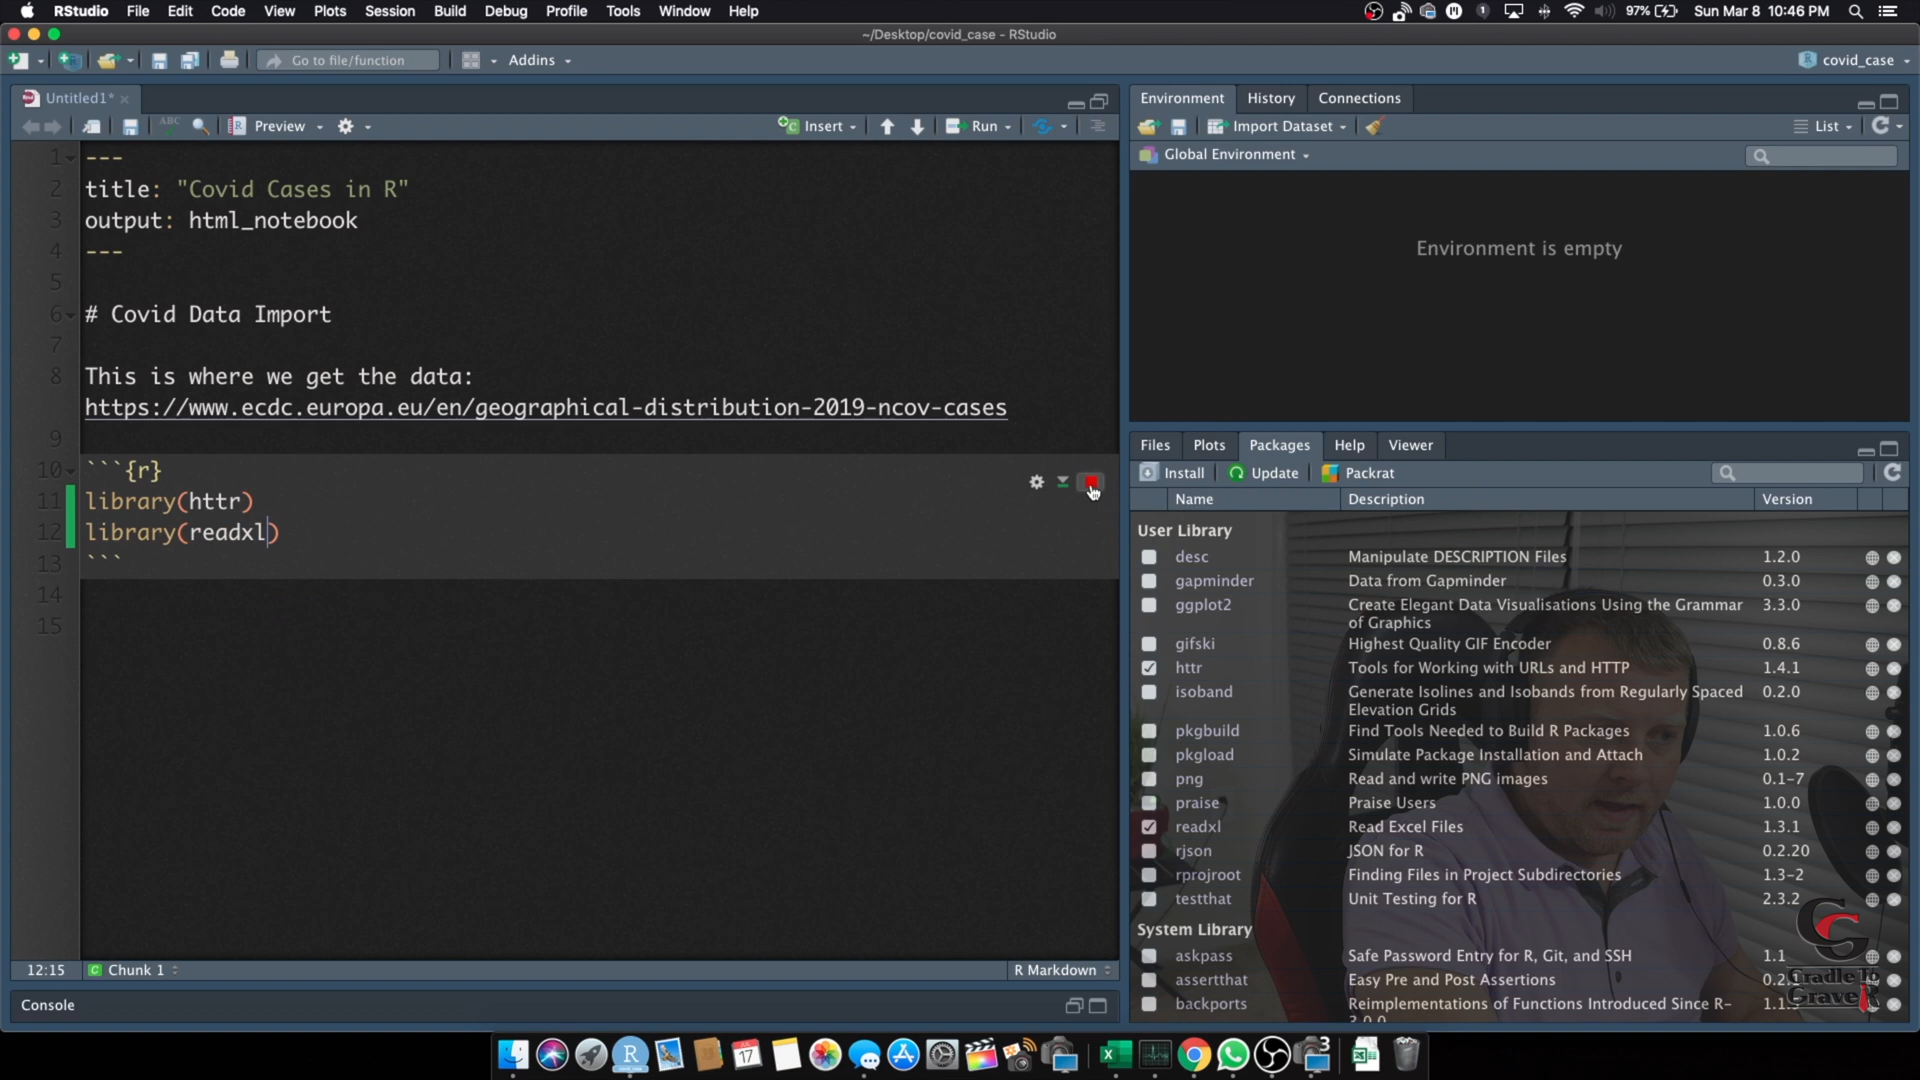 RStudio File Edit Code View Plots Session Build Debug Profile Tools Window Help 97% Sun Mar 8 10:46 PM
~/Desktop/covid_case - RStudio
Go to file/function Addins covid_case
Untitled1*
ABC Preview Insert Run
1 ---
2 title: "Covid Cases in R"
3 output: html_notebook
4 ---
5
6 # Covid Data Import
7
8 This is where we get the data:
https://www.ecdc.europa.eu/en/geographical-distribution-2019-ncov-cases
9
10 ```{r}
11 library(httr)
12 library(readxl)
13 ```
14
15
12:15 Chunk 1 R Markdown
Console
Environment History Connections
Import Dataset List
Global Environment
Environment is empty
Files Plots Packages Help Viewer
Install Update Packrat
Name Description Version
User Library
desc Manipulate DESCRIPTION Files 1.2.0
gapminder Data from Gapminder 0.3.0
ggplot2 Create Elegant Data Visualisations Using the Grammar 3.3.0
of Graphics
gifski Highest Quality GIF Encoder 0.8.6
httr Tools for Working with URLs and HTTP 1.4.1
isoband Generate Isolines and Isobands from Regularly Spaced 0.2.0
Elevation Grids
pkgbuild Find Tools Needed to Build R Packages 1.0.6
pkgload Simulate Package Installation and Attach 1.0.2
png Read and write PNG images 0.1-7
praise Praise Users 1.0.0
readxl Read Excel Files 1.3.1
rjson JSON for R 0.2.20
rprojroot Finding Files in Project Subdirectories 1.3-2
testthat Unit Testing for R 2.3.2
System Library
askpass Safe Password Entry for R, Git, and SSH 1.1
assertthat Easy Pre and Post Assertions 0.2.1
backports Reimplementations of Functions Introduced Since R-
3.0.0
Cradle To
Grave R
17
3